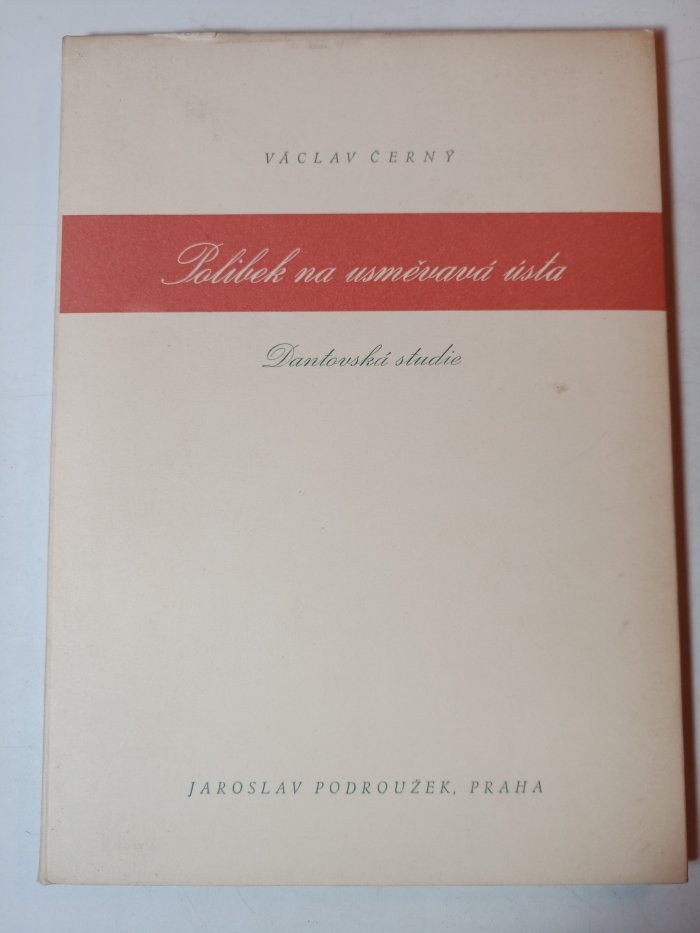 VÁCLAV ČERNÝ
Polibek na usměvavá ústa
Dantovská studie
JAROSLAV PODROUŽEK, PRAHA